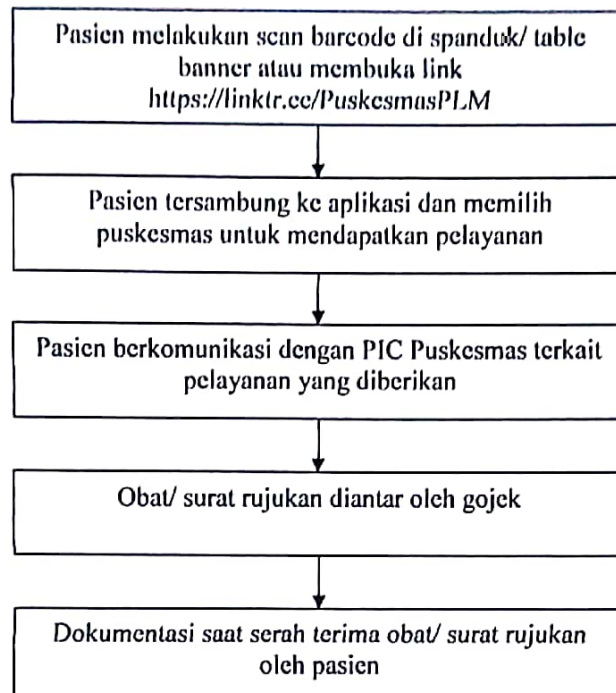 Pasien melakukan scan barcode di spanduk/ table
banner atau membuka link
https://linktr.ee/PuskesmasPLM
Pasien tersambung ke aplikasi dan memilih
puskesmas untuk mendapatkan pelayanan
Pasien berkomunikasi dengan PIC Puskesmas terkait
pelayanan yang diberikan
Obat/ surat rujukan diantar oleh gojek
Dokumentasi saat serah terima obat/ surat rujukan
oleh pasien